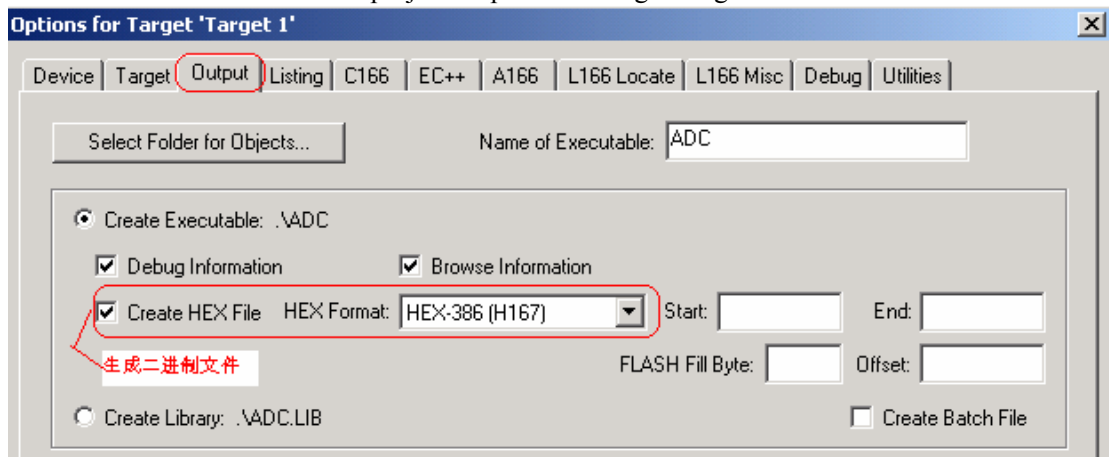 Options for Target 'Target 1'
Device Target Output Listing C166 EC++ A166 L166 Locate L166 Misc Debug Utilities
Select Folder for Objects... Name of Executable: ADC
Create Executable: .\ADC
Debug Information Browse Information
Create HEX File HEX Format: HEX-386 (H167) Start: End:
生成二进制文件 FLASH Fill Byte: Offset:
Create Library: .\ADC.LIB Create Batch File